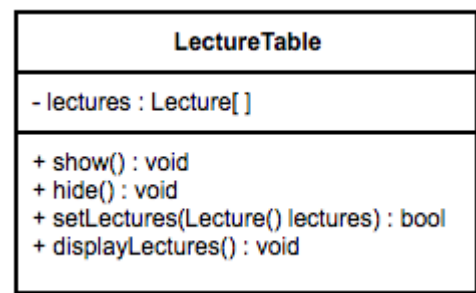 LectureTable
- lectures : Lecture[ ]
+ show() : void
+ hide() : void
+ setLectures(Lecture() lectures) : bool
+ displayLectures() : void